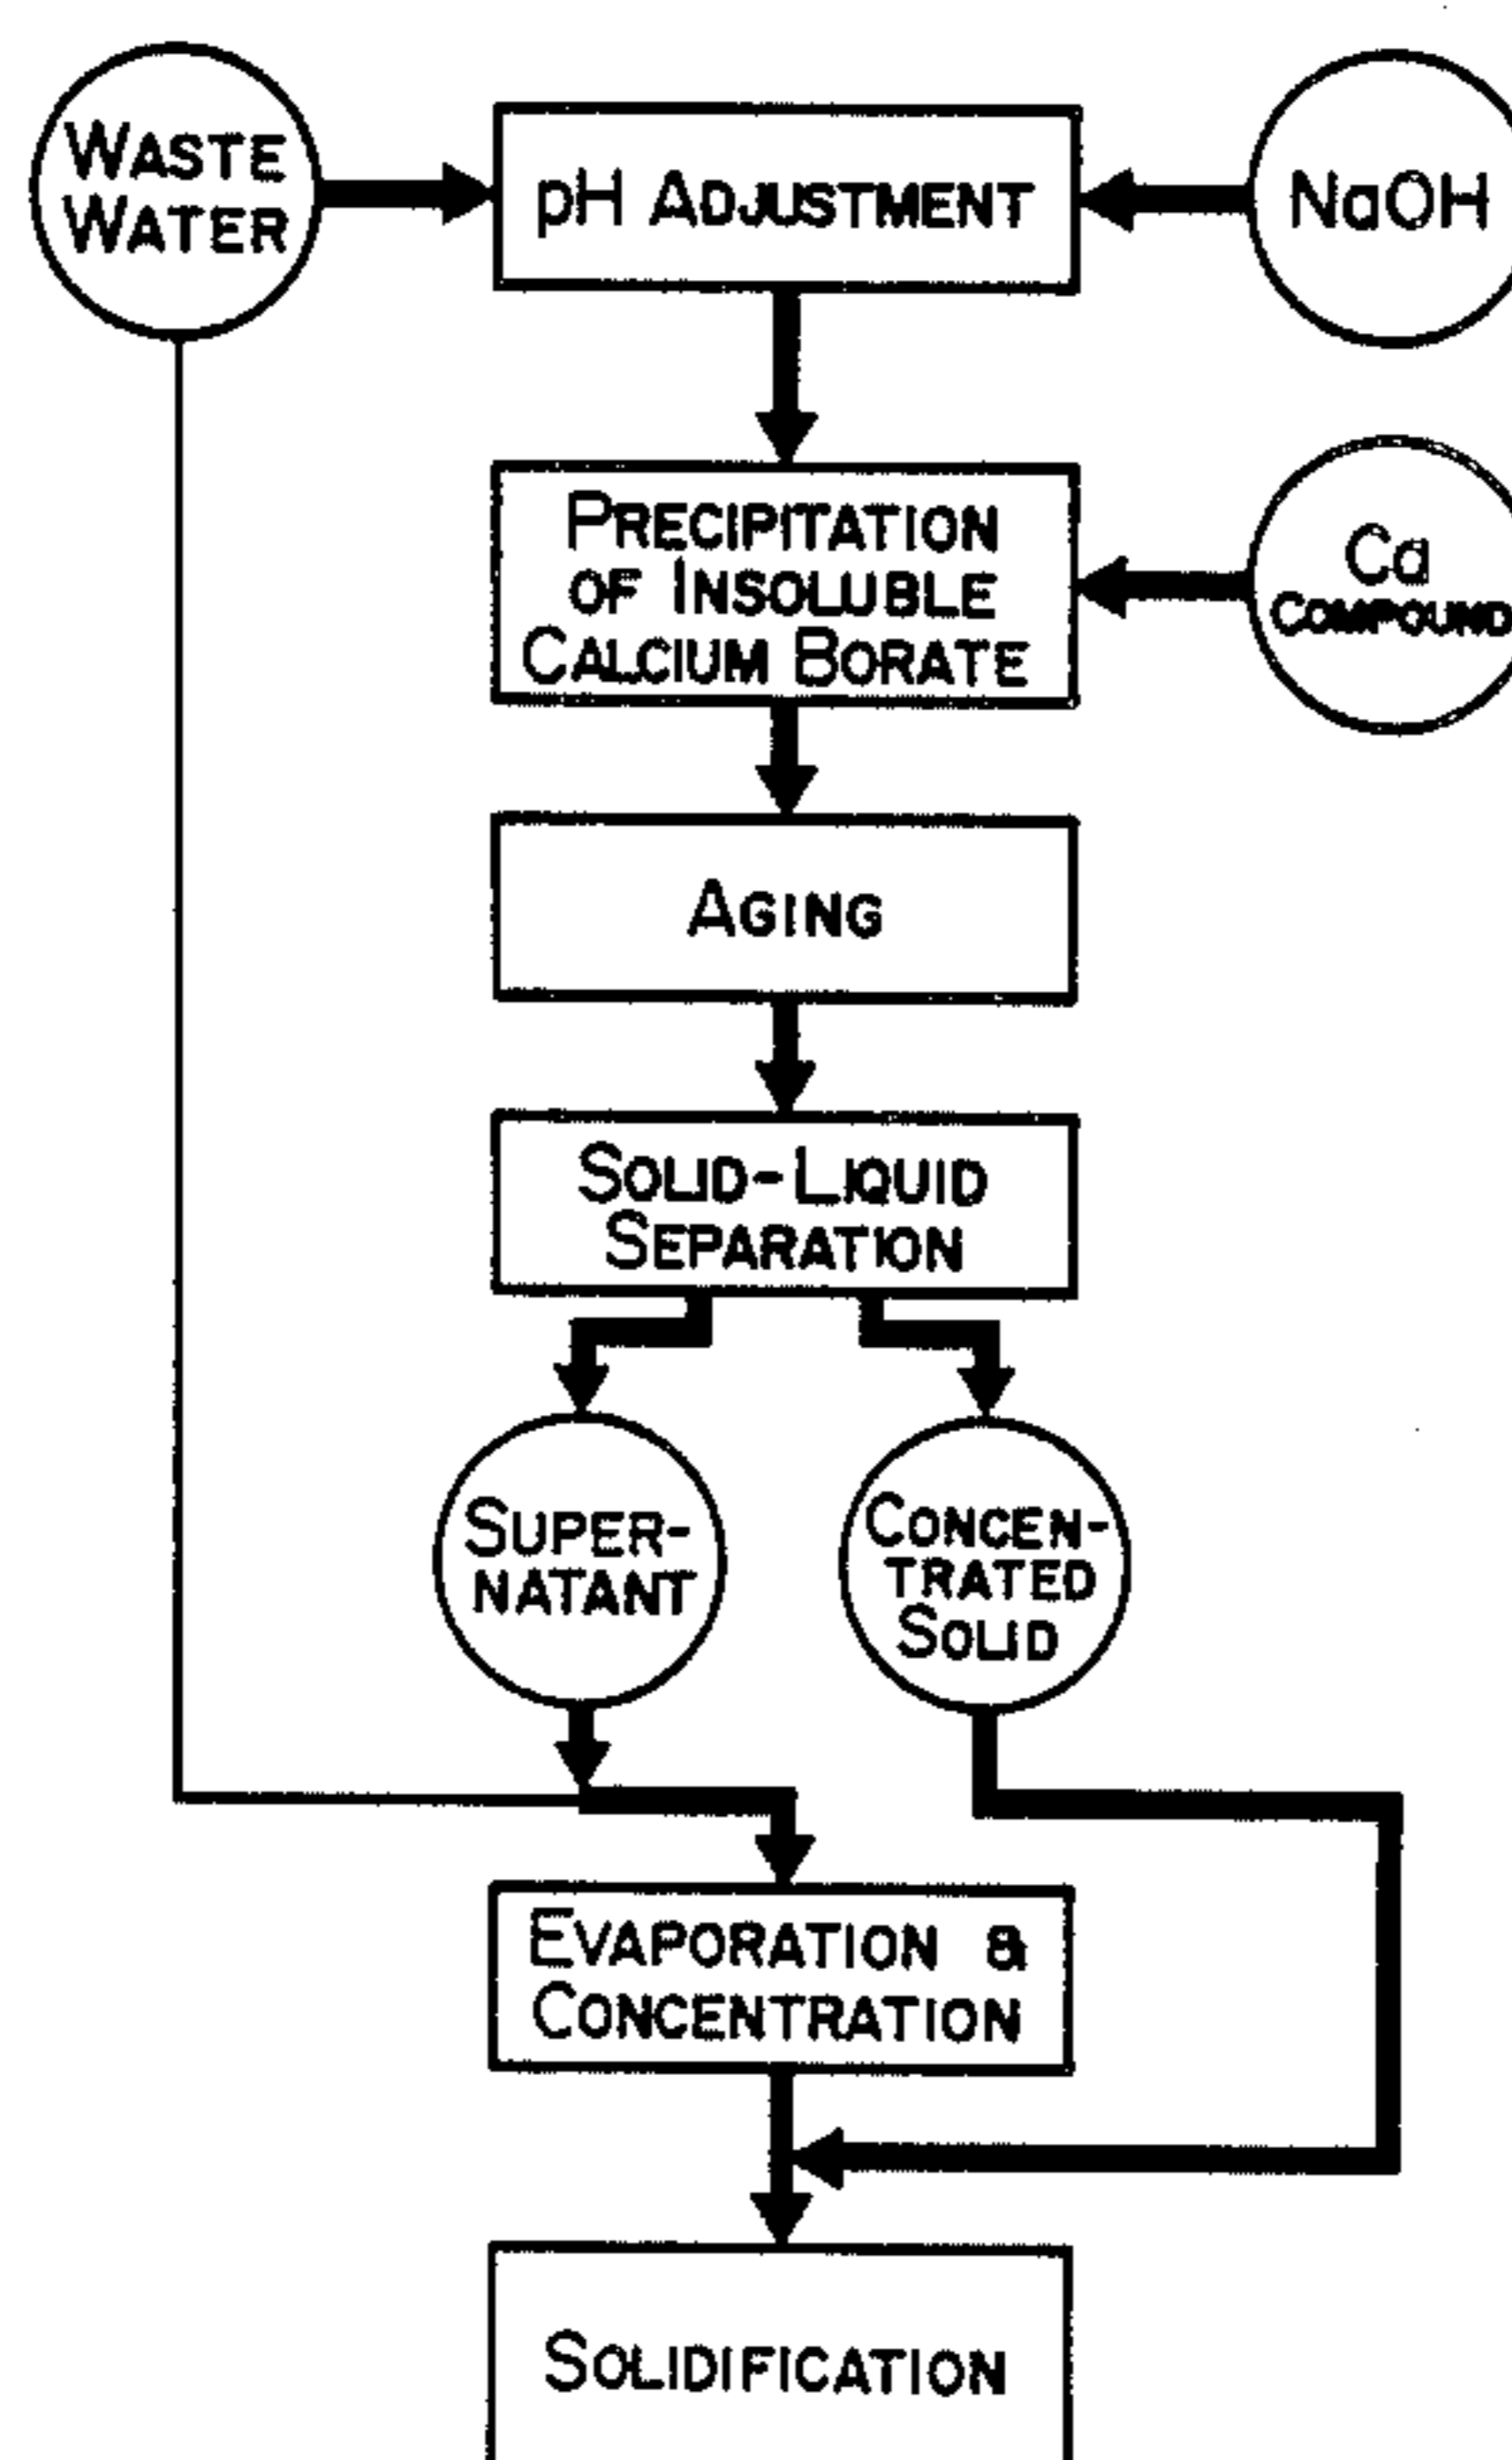 WASTE
WATER
pH ADJUSTMENT
NaOH
PRECIPITATION
OF INSOLUBLE
CALCIUM BORATE
Ca
COMPOUND
AGING
SOLID-LIQUID
SEPARATION
SUPER-
NATANT
CONCEN-
TRATED
SOLID
EVAPORATION &
CONCENTRATION
SOLIDIFICATION